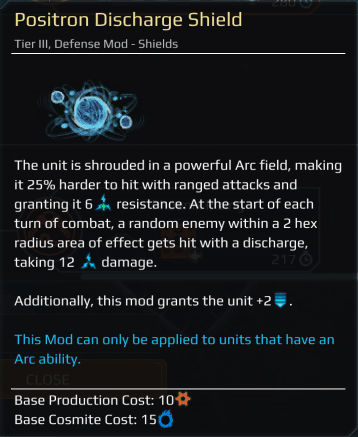 280
Positron Discharge Shield
Tier III, Defense Mod - Shields
The unit is shrouded in a powerful Arc field, making
it 25% harder to hit with ranged attacks and
granting it 6 resistance. At the start of each
turn of combat, a random enemy within a 2 hex
radius area of effect gets hit with a discharge,
taking 12 damage.
217
Additionally, this mod grants the unit +2 .
This Mod can only be applied to units that have an
Arc ability.
CLOSE
Base Production Cost: 10
Base Cosmite Cost: 15